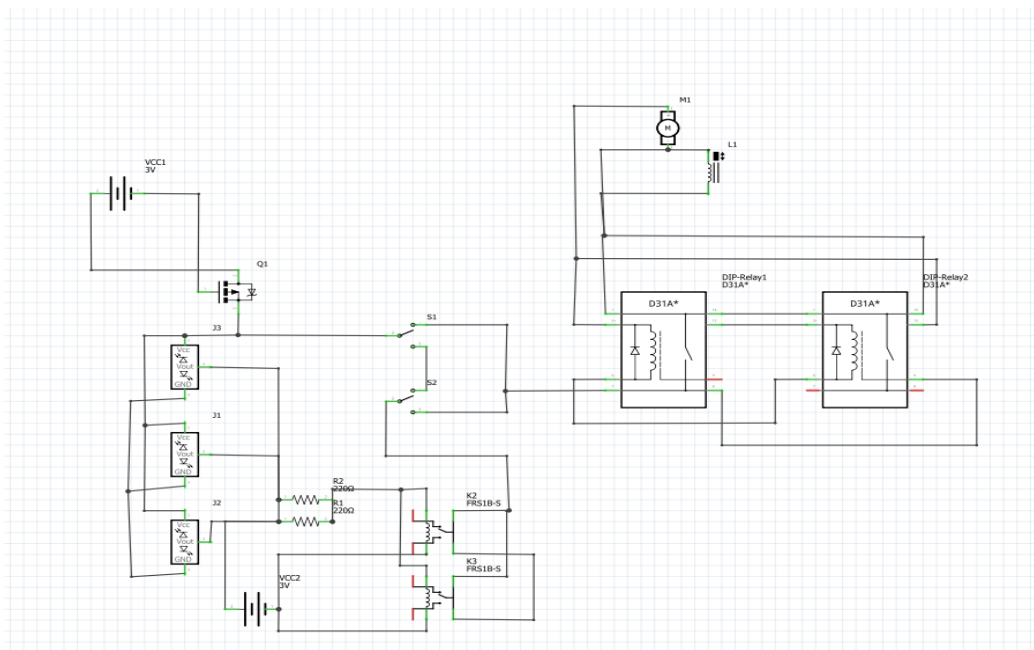 M1
M
L1
VCC1
3V
Q1
DIP-Relay1
D31A*
DIP-Relay2
D31A*
D31A*
D31A*
S1
J3
Vcc
Vout
GND
S2
J1
Vcc
Vout
GND
R2
220Ω
R1
220Ω
K2
FRS1B-S
J2
Vcc
Vout
GND
K3
FRS1B-S
VCC2
3V